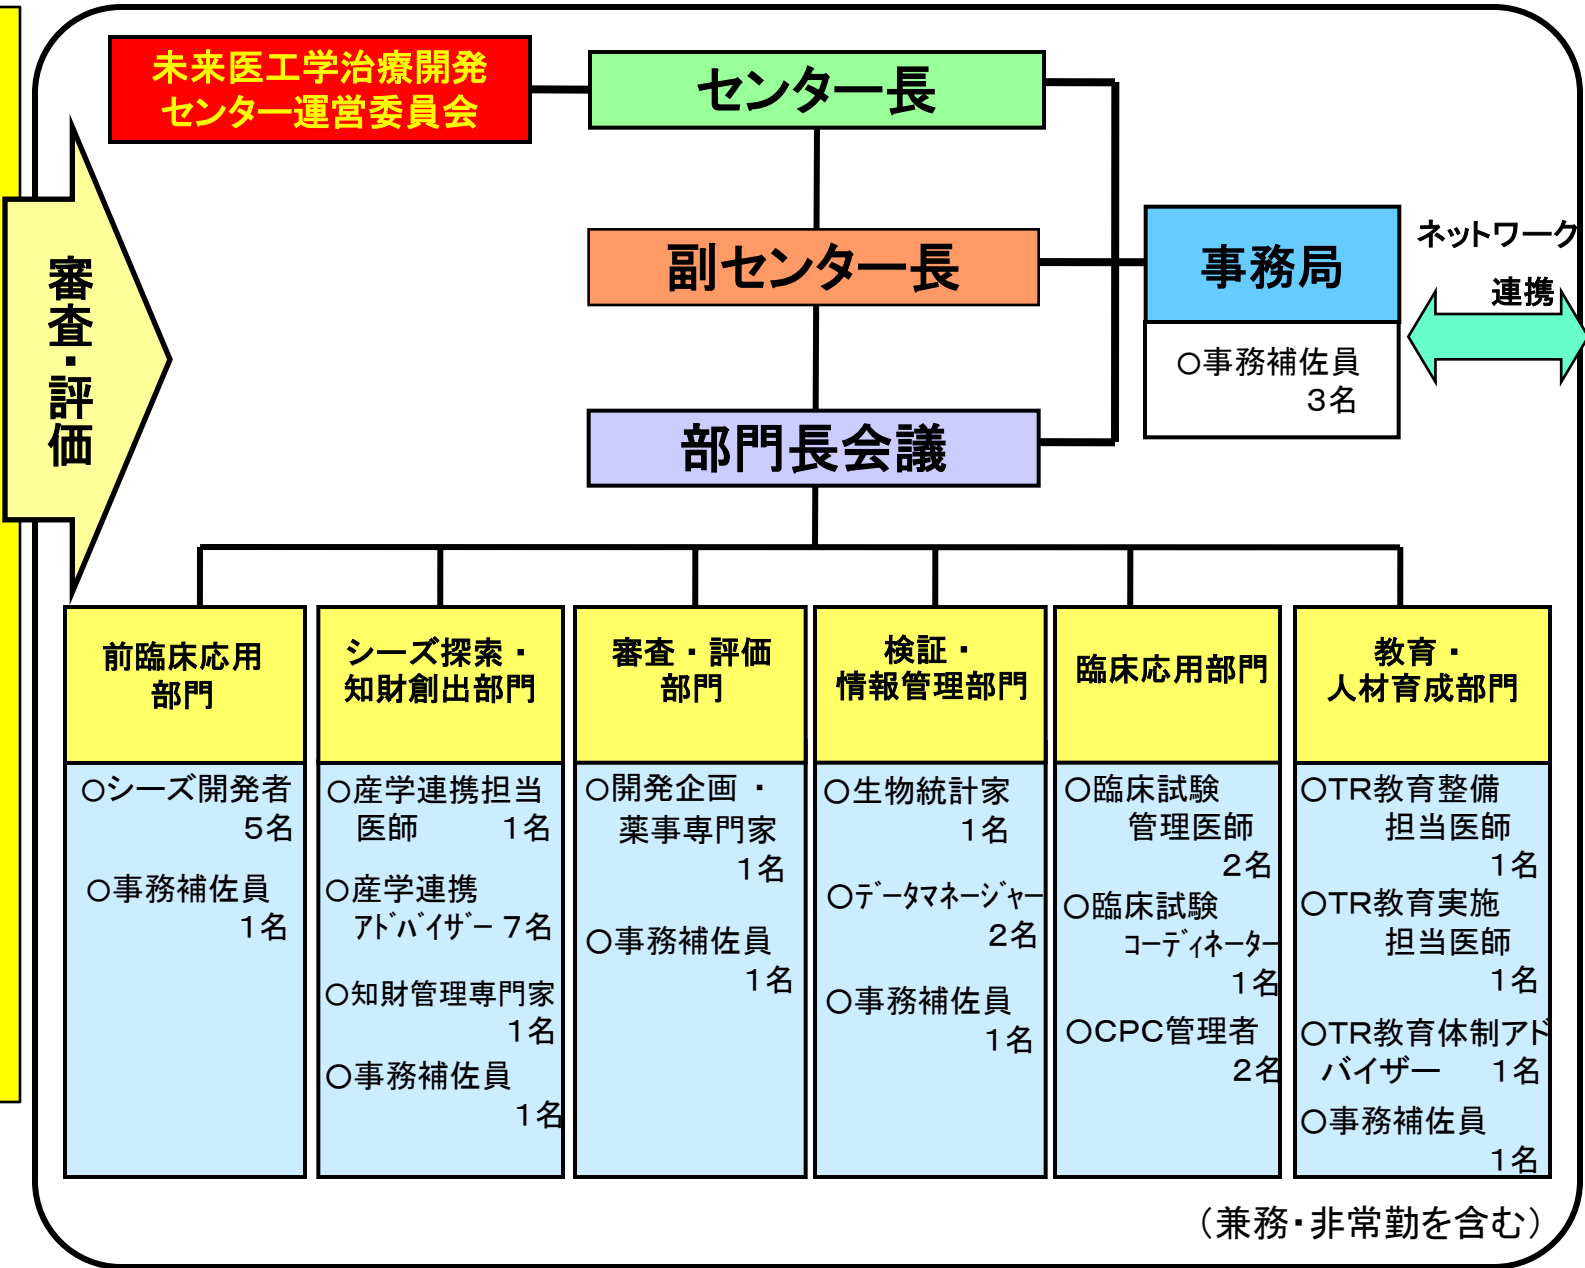 未来医工学治療開発
センター運営委員会
センター長
副センター長
部門長会議
事務局
○事務補佐員
３名
ネットワーク
連携
審査・評価
前臨床応用
部門
○シーズ開発者
５名
○事務補佐員
１名
シーズ探索・
知財創出部門
○産学連携担当
医師　１名
○産学連携
ｱﾄﾞﾊﾞｲｻﾞｰ ７名
○知財管理専門家
１名
○事務補佐員
１名
審査・評価
部門
○開発企画・
薬事専門家
１名
○事務補佐員
１名
検証・
情報管理部門
○生物統計家
１名
○ﾃﾞｰﾀﾏﾈｰｼﾞｬｰ
２名
○事務補佐員
１名
臨床応用部門
○臨床試験
管理医師
２名
○臨床試験
ｺｰﾃﾞｨﾈｰﾀｰ
１名
○CPC管理者
２名
教育・
人材育成部門
○TR教育整備
担当医師
１名
○TR教育実施
担当医師
１名
○TR教育体制アド
バイザー　１名
○事務補佐員
１名
（兼務・非常勤を含む）